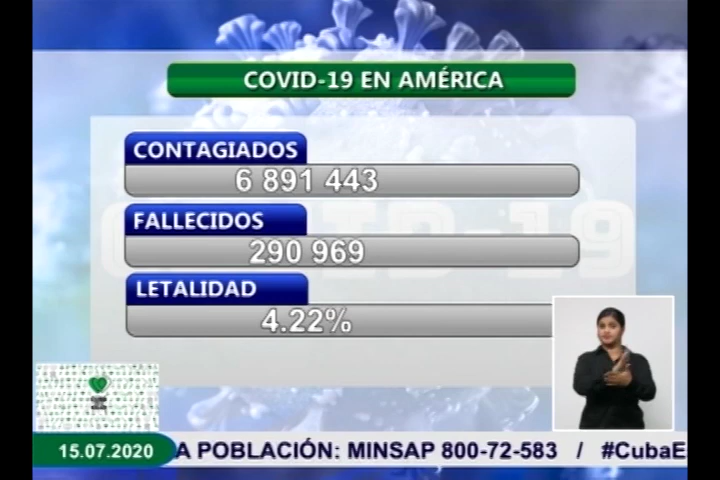 COVID-19 EN AMÉRICA
CONTAGIADOS
6 891 443
FALLECIDOS
290 969
LETALIDAD
4.22%
15.07.2020 A POBLACIÓN: MINSAP 800-72-583 / #CubaEs